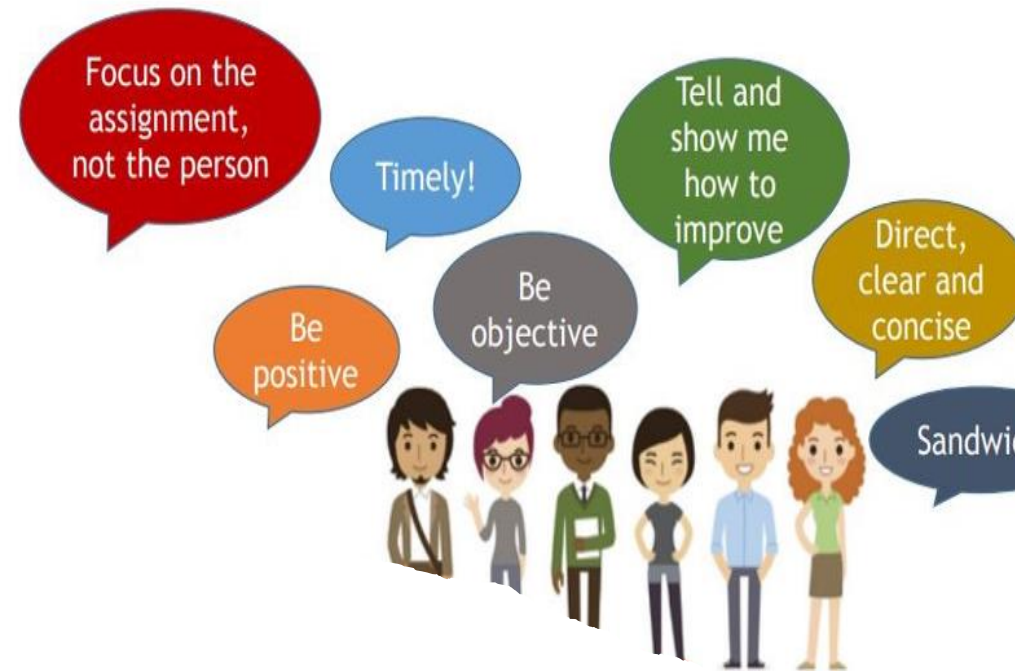 Focus on the
assignment,
not the person
Timely!
Tell and
show me
how to
improve
Direct,
clear and
concise
Be
objective
Be
positive